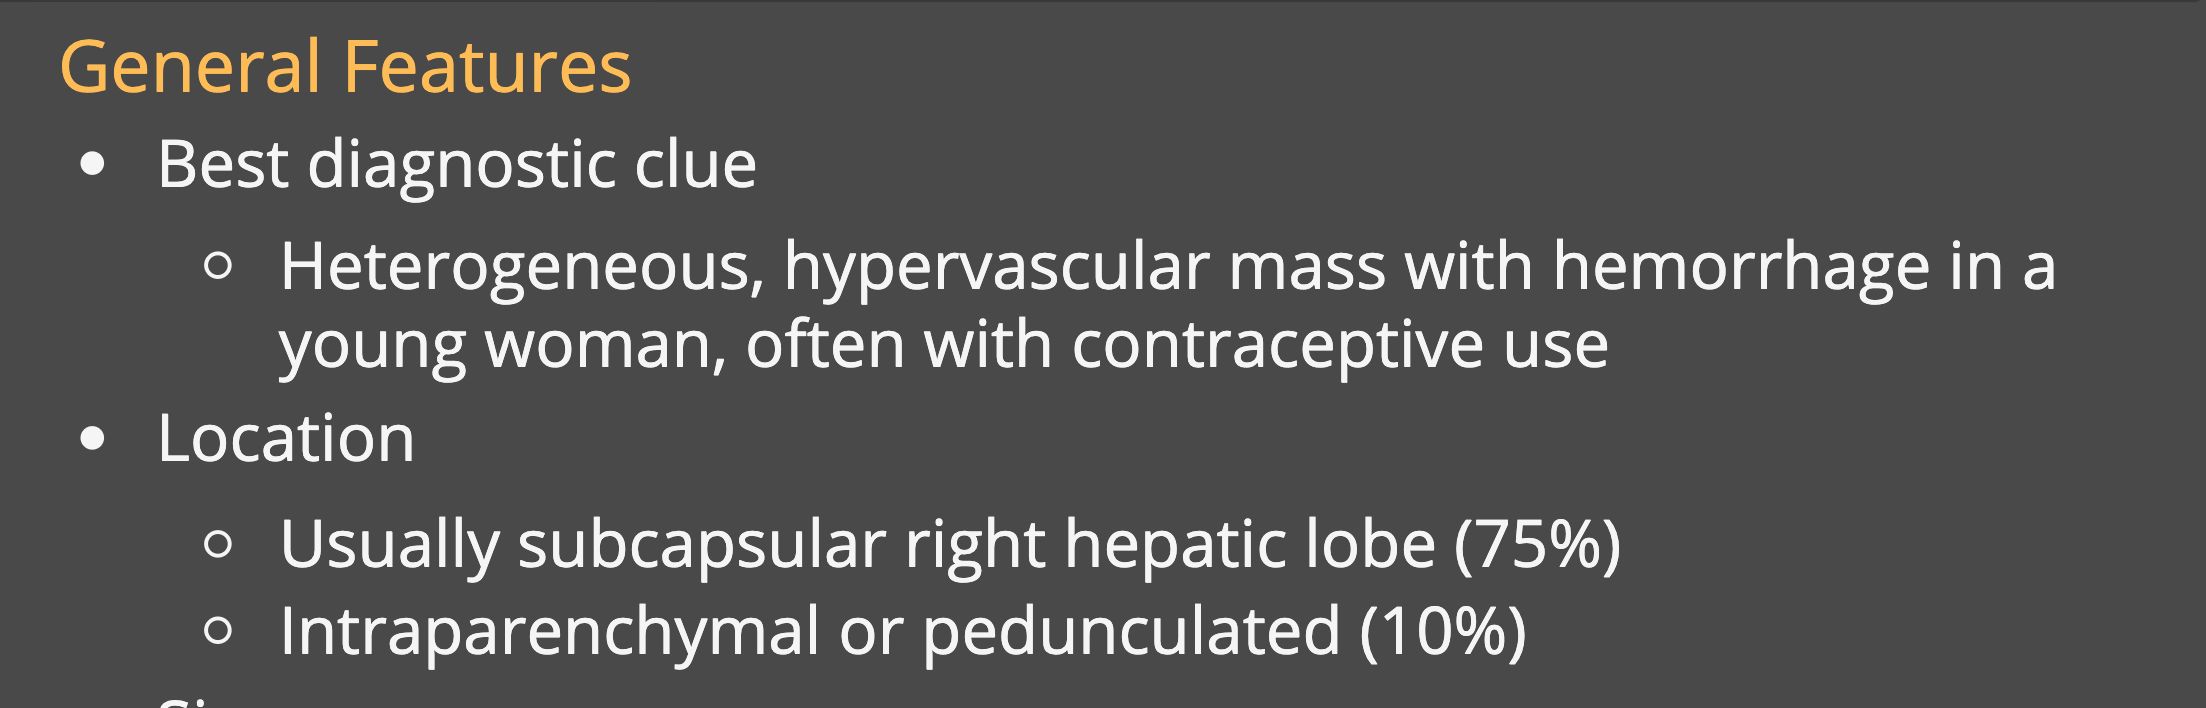 General Features
• Best diagnostic clue
○ Heterogeneous, hypervascular mass with hemorrhage in a
young woman, often with contraceptive use
• Location
○ Usually subcapsular right hepatic lobe (75%)
○ Intraparenchymal or pedunculated (10%)